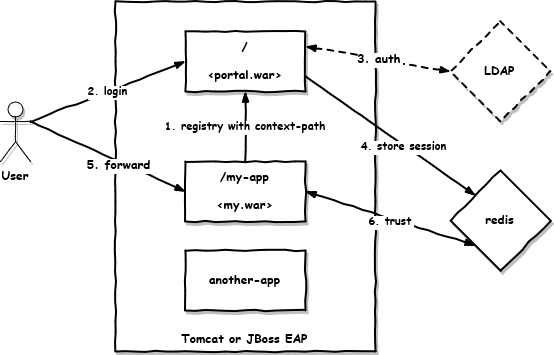 /
<portal.war>
3. auth
LDAP
2. login
1. registry with context-path
4. store session
User
5. forward
/my-app
<my.war>
6. trust
redis
another-app
Tomcat or JBoss EAP